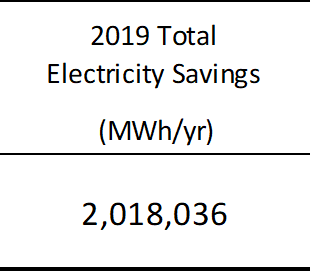 2019 Total
Electricity Savings
(MWh/yr)
2,018,036